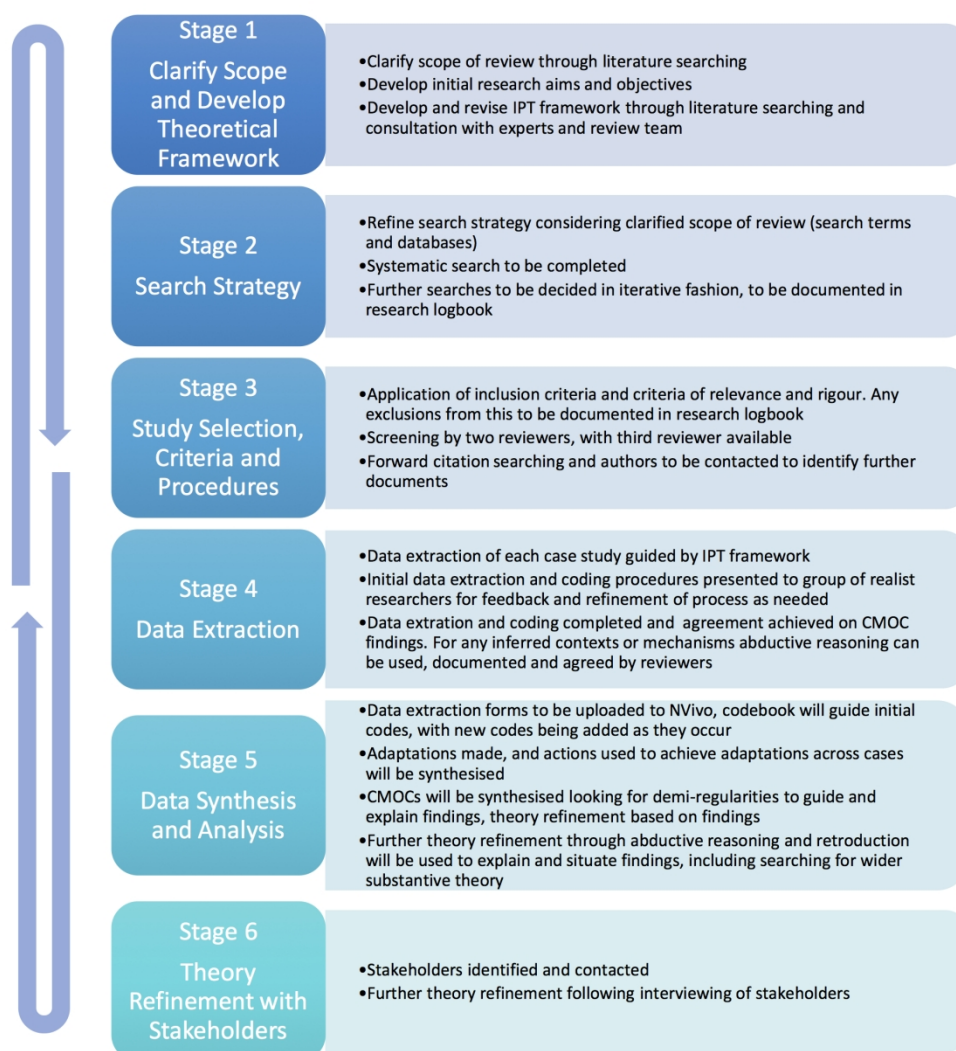 Stage 1
Clarify Scope
and Develop
Theoretical
Framework
•Clarify scope of review through literature searching
•Develop initial research aims and objectives
•Develop and revise IPT framework through literature searching and
consultation with experts and review team
Stage 2
Search Strategy
•Refine search strategy considering clarified scope of review (search terms
and databases)
•Systematic search to be completed
•Further searches to be decided in iterative fashion, to be documented in
research logbook
Stage 3
Study Selection,
Criteria and
Procedures
•Application of inclusion criteria and criteria of relevance and rigour. Any
exclusions from this to be documented in research logbook
•Screening by two reviewers, with third reviewer available
•Forward citation searching and authors to be contacted to identify further
documents
Stage 4
Data Extraction
•Data extraction of each case study guided by IPT framework
•Initial data extraction and coding procedures presented to group of realist
researchers for feedback and refinement of process as needed
•Data extration and coding completed and agreement achieved on CMOC
findings. For any inferred contexts or mechanisms abductive reasoning can
be used, documented and agreed by reviewers
Stage 5
Data Synthesis
and Analysis
•Data extraction forms to be uploaded to NVivo, codebook will guide initial
codes, with new codes being added as they occur
•Adaptations made, and actions used to achieve adaptations across cases
will be synthesised
•CMOCs will be synthesised looking for demi-regularities to guide and
explain findings, theory refinement based on findings
•Further theory refinement through abductive reasoning and retroduction
will be used to explain and situate findings, including searching for wider
substantive theory
Stage 6
Theory
Refinement with
Stakeholders
•Stakeholders identified and contacted
•Further theory refinement following interviewing of stakeholders